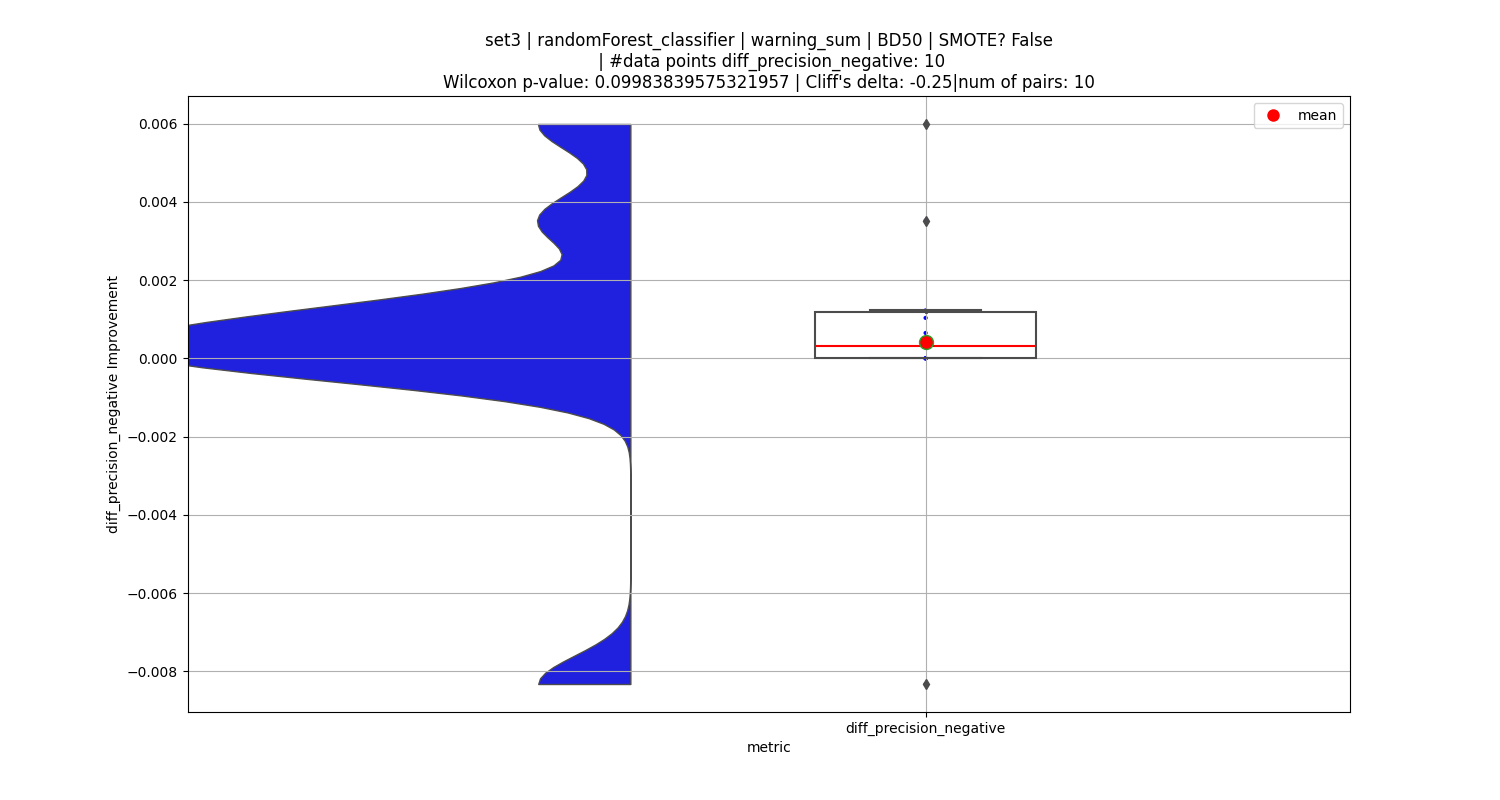 set3 | randomForest_classifier | warning_sum | BD50 | SMOTE? False
| #data points diff_precision_negative: 10
Wilcoxon p-value: 0.09983839575321957 | Cliff's delta: -0.25|num of pairs: 10
mean
0.006
0.004
0.002
0.000
−0.002
−0.004
−0.006
−0.008
diff_precision_negative Improvement
diff_precision_negative
metric